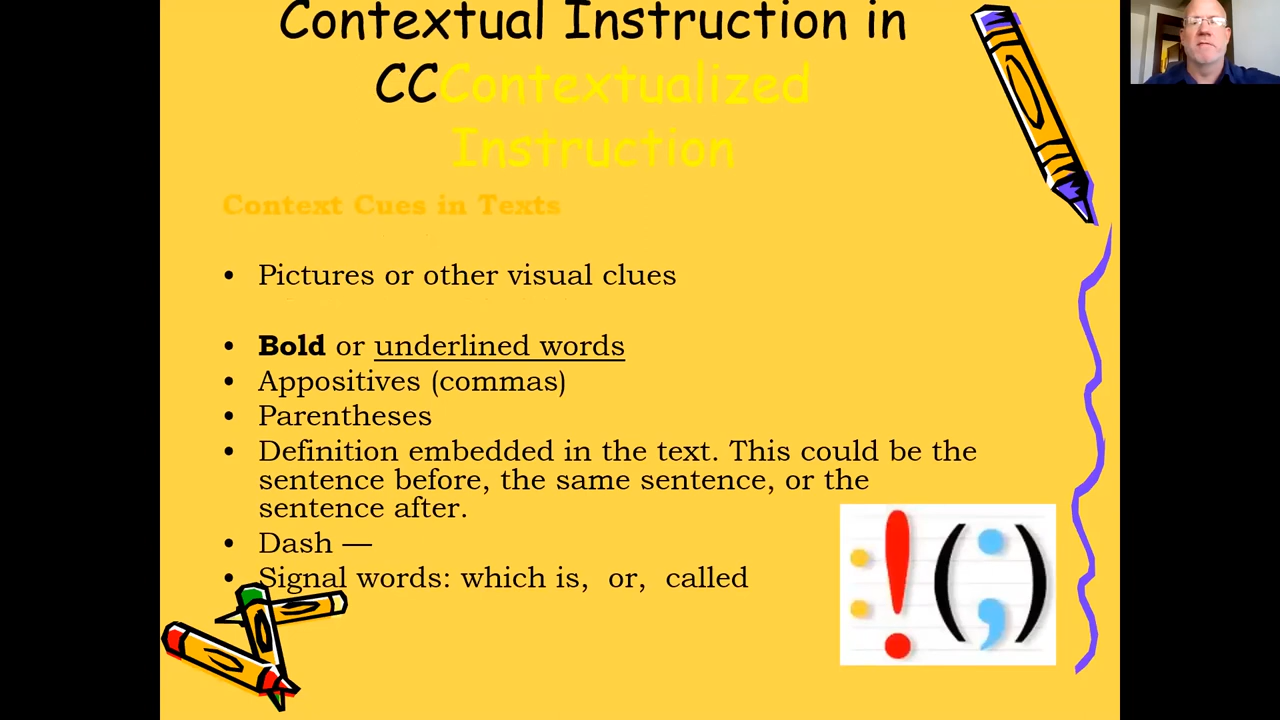 Contextual Instruction in
CCContextualized
Instruction
Context Cues in Texts
• Pictures or other visual clues
• Bold or underlined words
• Appositives (commas)
• Parentheses
• Definition embedded in the text. This could be the
sentence before, the same sentence, or the
sentence after.
• Dash —
• Signal words: which is, or, called
: ! ( ; )